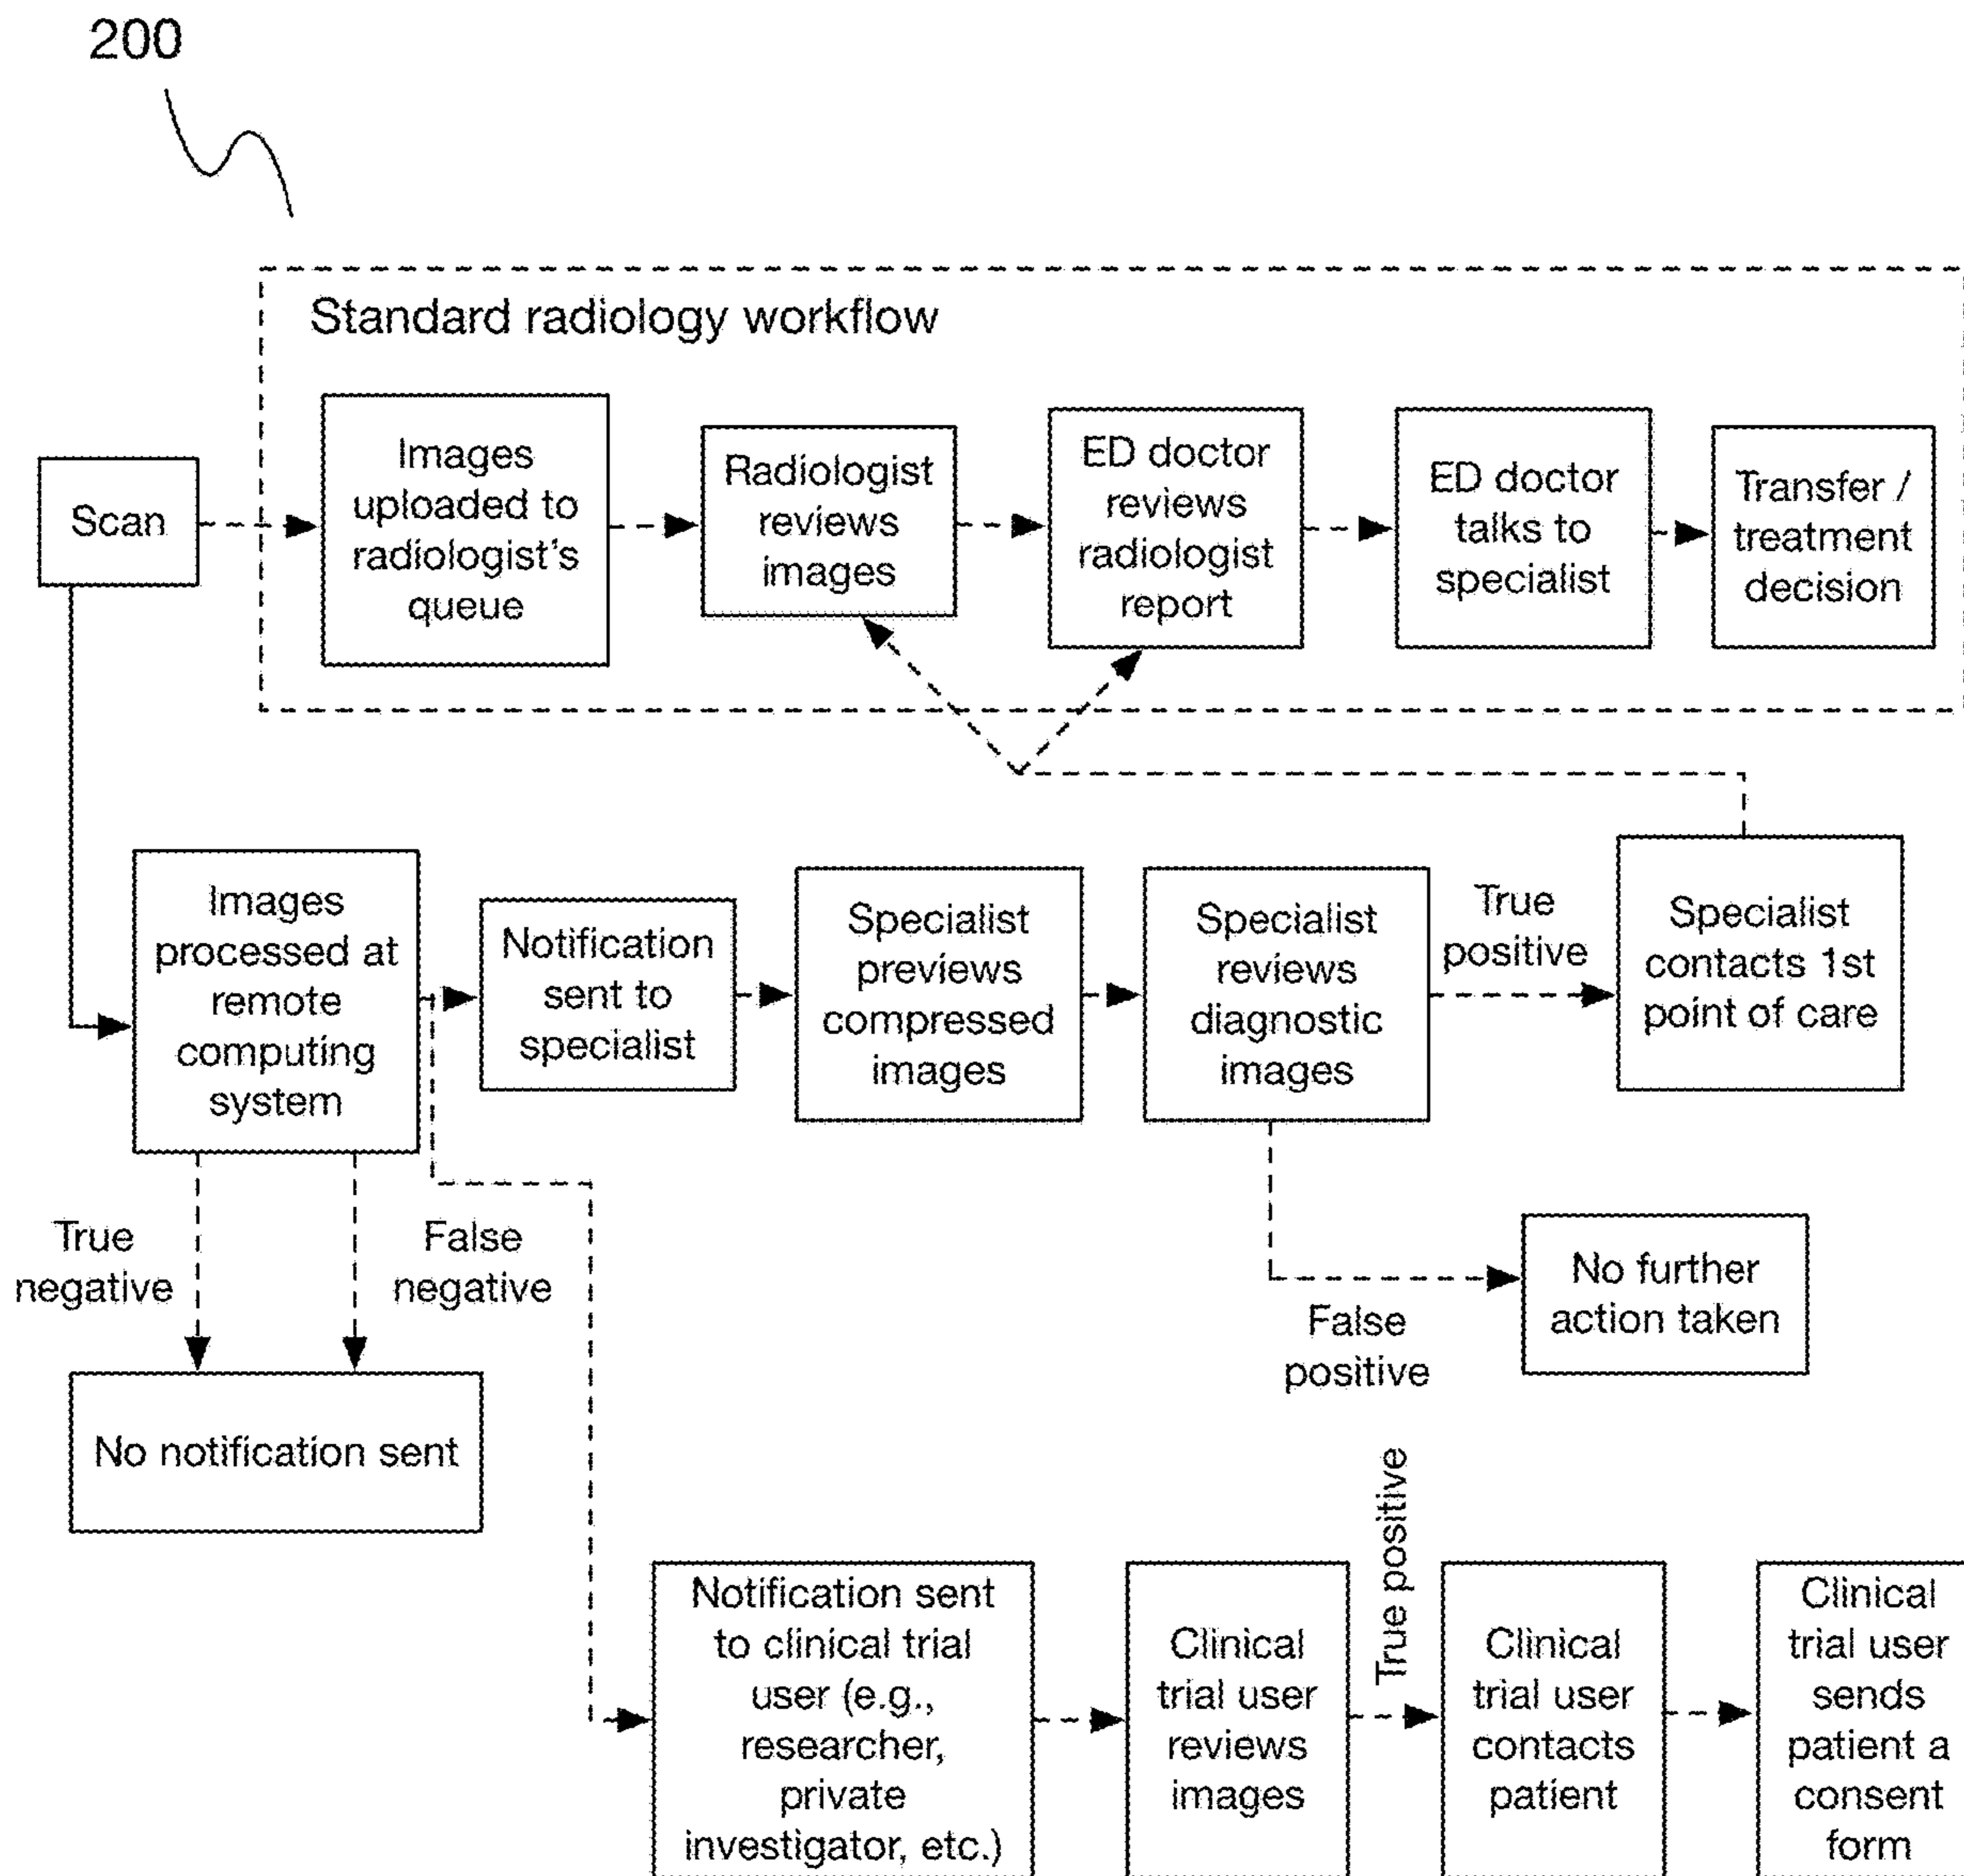 200
Standard radiology workflow
Scan
Images
uploaded to
radiologist's
queue
Radiologist
reviews
images
ED doctor
reviews
radiologist
report
ED doctor
talks to
specialist
Transfer /
treatment
decision
Images
processed at
remote
computing
system
Notification
sent to
specialist
Specialist
previews
compressed
images
Specialist
reviews
diagnostic
images
True
positive
Specialist
contacts 1st
point of care
True
negative
False
negative
No notification sent
False
positive
No further
action taken
Notification sent
to clinical trial
user (e.g.,
researcher,
private
investigator, etc.)
Clinical
trial user
reviews
images
True positive
Clinical
trial user
contacts
patient
Clinical
trial user
sends
patient a
consent
form